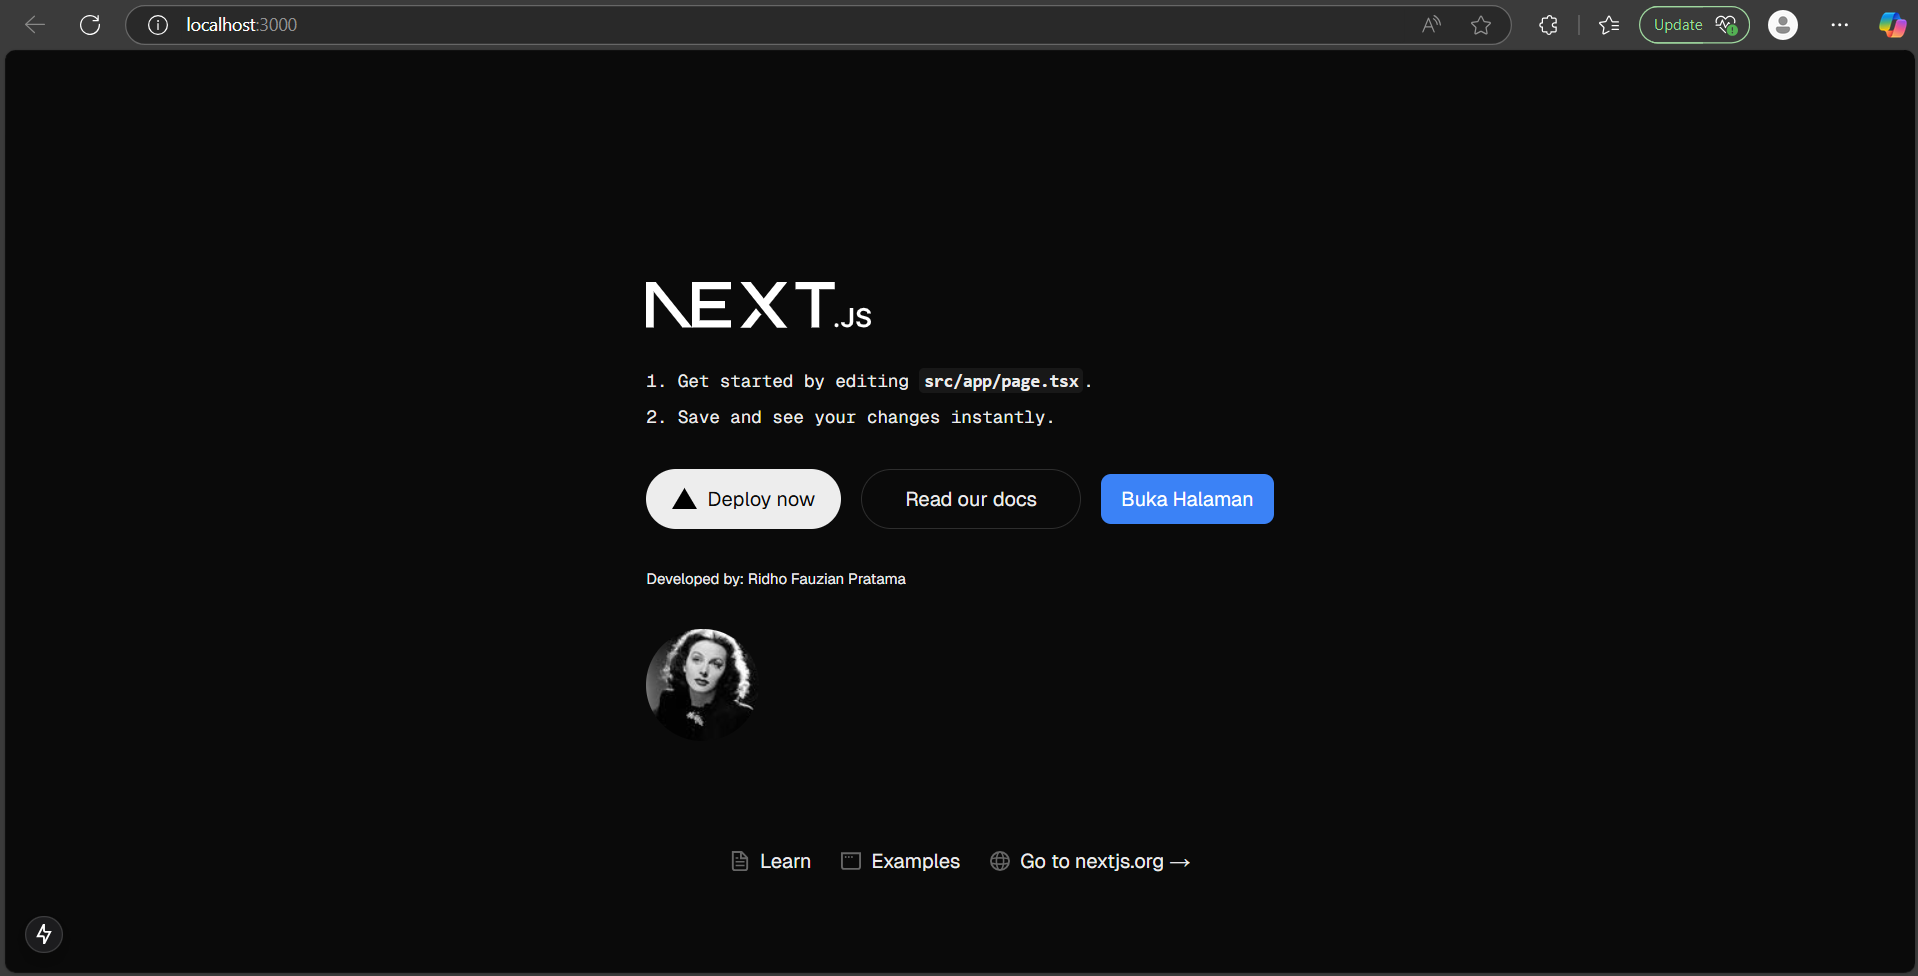 localhost:3000
Update
NEXT.JS
1. Get started by editing src/app/page.tsx.
2. Save and see your changes instantly.
Deploy now
Read our docs
Buka Halaman
Developed by: Ridho Fauzian Pratama
Learn
Examples
Go to nextjs.org →